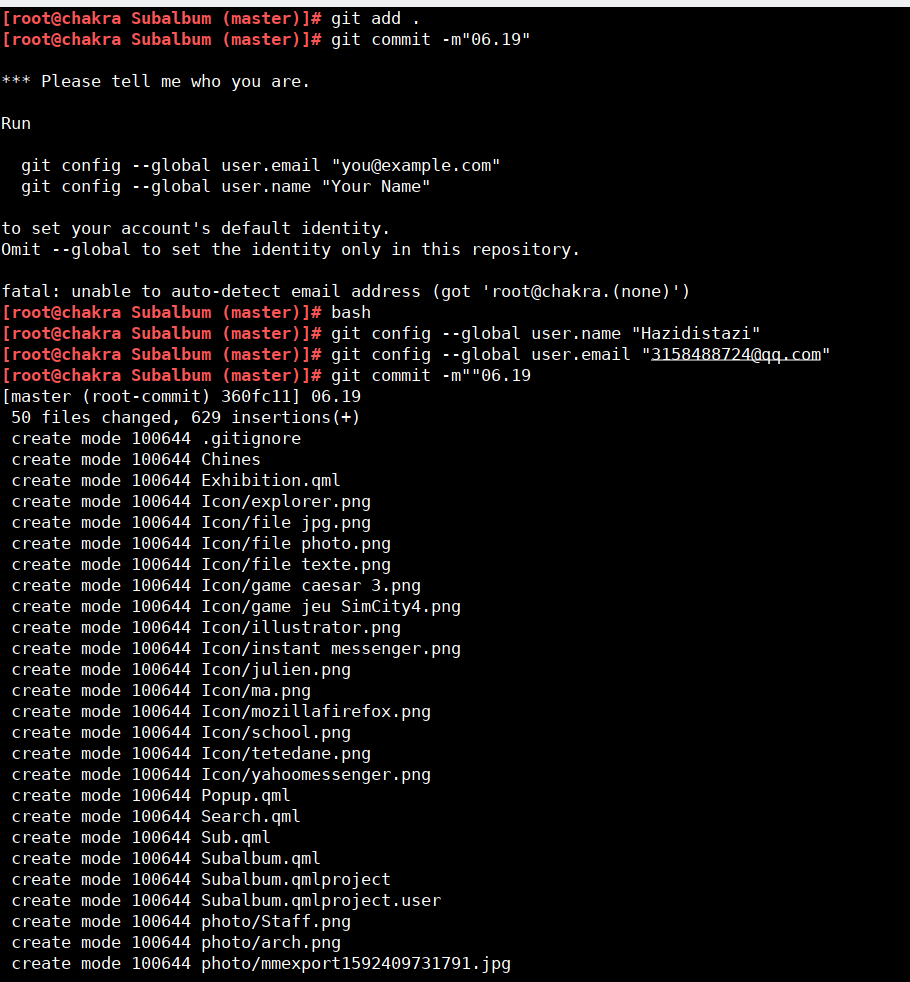 [root@chakra Subalbum (master)]# git add .
[root@chakra Subalbum (master)]# git commit -m"06.19"
*** Please tell me who you are.
Run
git config --global user.email "you@example.com"
git config --global user.name "Your Name"
to set your account's default identity.
Omit --global to set the identity only in this repository.
fatal: unable to auto-detect email address (got 'root@chakra.(none)')
[root@chakra Subalbum (master)]# bash
[root@chakra Subalbum (master)]# git config --global user.name "Hazidistazi"
[root@chakra Subalbum (master)]# git config --global user.email "3158488724@qq.com"
[root@chakra Subalbum (master)]# git commit -m""06.19
[master (root-commit) 360fc11] 06.19
50 files changed, 629 insertions(+)
create mode 100644 .gitignore
create mode 100644 Chines
create mode 100644 Exhibition.qml
create mode 100644 Icon/explorer.png
create mode 100644 Icon/file jpg.png
create mode 100644 Icon/file photo.png
create mode 100644 Icon/file texte.png
create mode 100644 Icon/game caesar 3.png
create mode 100644 Icon/game jeu SimCity4.png
create mode 100644 Icon/illustrator.png
create mode 100644 Icon/instant messenger.png
create mode 100644 Icon/julien.png
create mode 100644 Icon/ma.png
create mode 100644 Icon/mozillafirefox.png
create mode 100644 Icon/school.png
create mode 100644 Icon/tetedane.png
create mode 100644 Icon/yahoomessenger.png
create mode 100644 Popup.qml
create mode 100644 Search.qml
create mode 100644 Sub.qml
create mode 100644 Subalbum.qml
create mode 100644 Subalbum.qmlproject
create mode 100644 Subalbum.qmlproject.user
create mode 100644 photo/Staff.png
create mode 100644 photo/arch.png
create mode 100644 photo/mmexport1592409731791.jpg